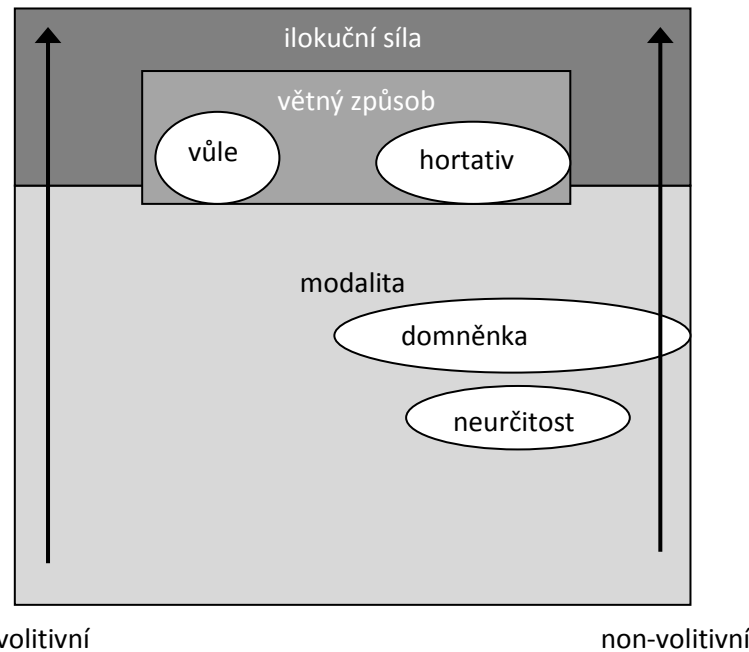 ilokuční síla
větný způsob
vůle
hortativ
modalita
domněnka
neurčitost
volitivní
non-volitivní